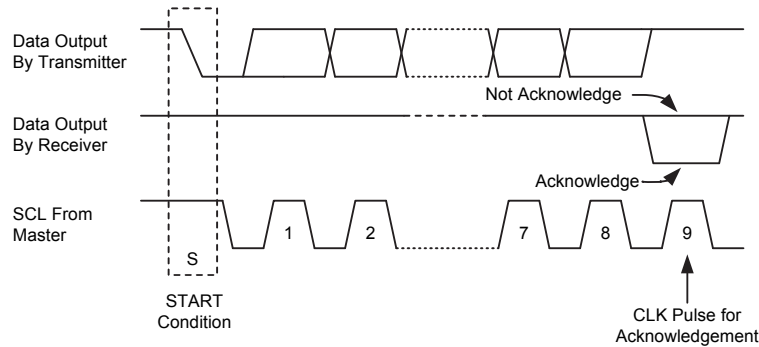 Data Output
By Transmitter
Not Acknowledge
Data Output
By Receiver
Acknowledge
SCL From
Master
1
2
7
8
9
S
START
Condition
CLK Pulse for
Acknowledgement